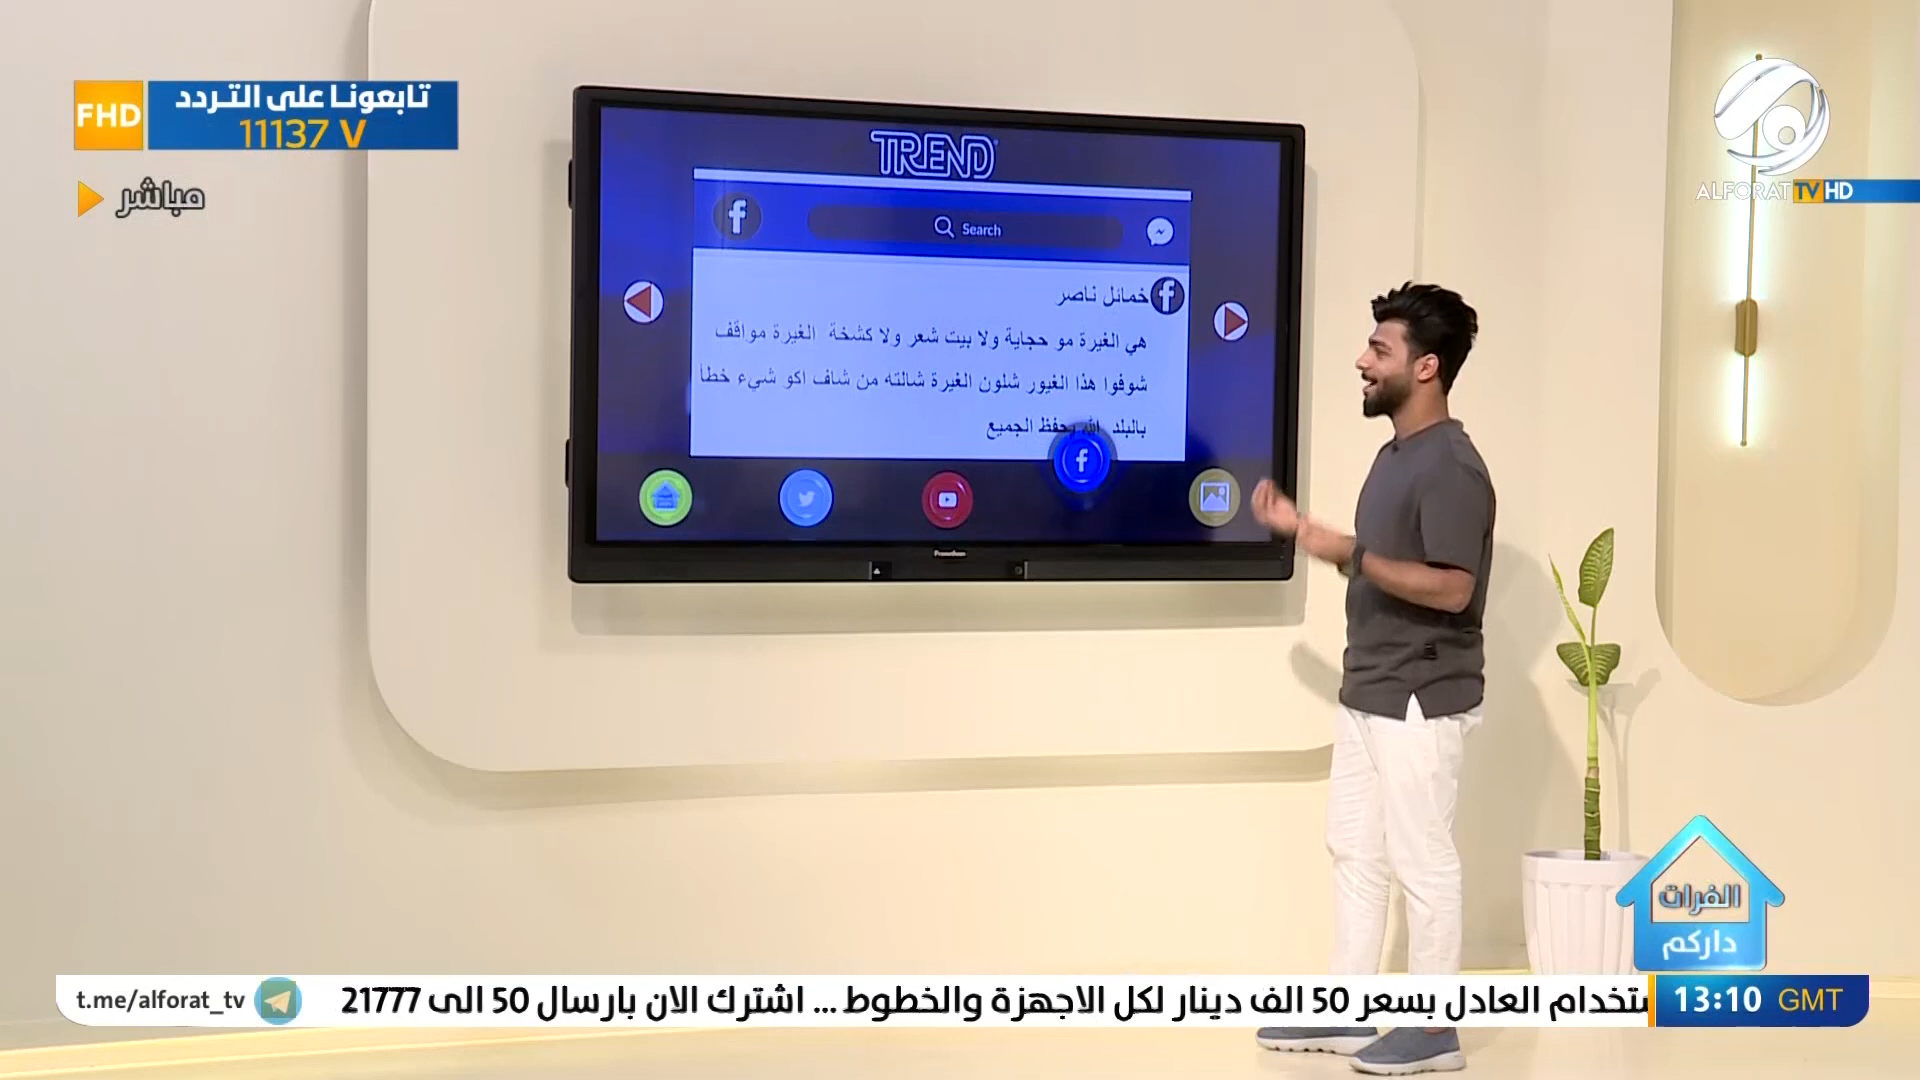 FHD
تابعونا على التردد
11137 V
مباشر
ALFORAT TV HD
TREND
Search
خمائل ناصر
هي الغيرة مو حجاية ولا بيت شعر ولا كشخة الغيرة مواقف
شوفوا هذا الغيور شلون الغيرة شالته من شاف اكو شيء خطأ
بالبلد الله يحفظ الجميع
Promethean
الفرات
داركم
t.me/alforat_tv
ستخدام العادل بسعر 50 الف دينار لكل الاجهزة والخطوط ... اشترك الان بارسال 50 الى 21777
13:10 GMT